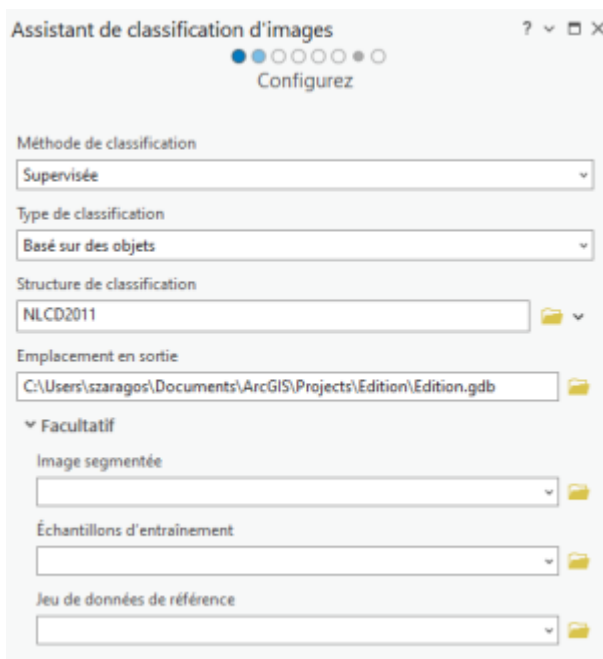 Assistant de classification d'images
?
Configurez
Méthode de classification
Supervisée
Type de classification
Basé sur des objets
Structure de classification
NLCD2011
Emplacement en sortie
C:\Users\szaragos\Documents\ArcGIS\Projects\Edition\Edition.gdb
Facultatif
Image segmentée
Échantillons d'entraînement
Jeu de données de référence